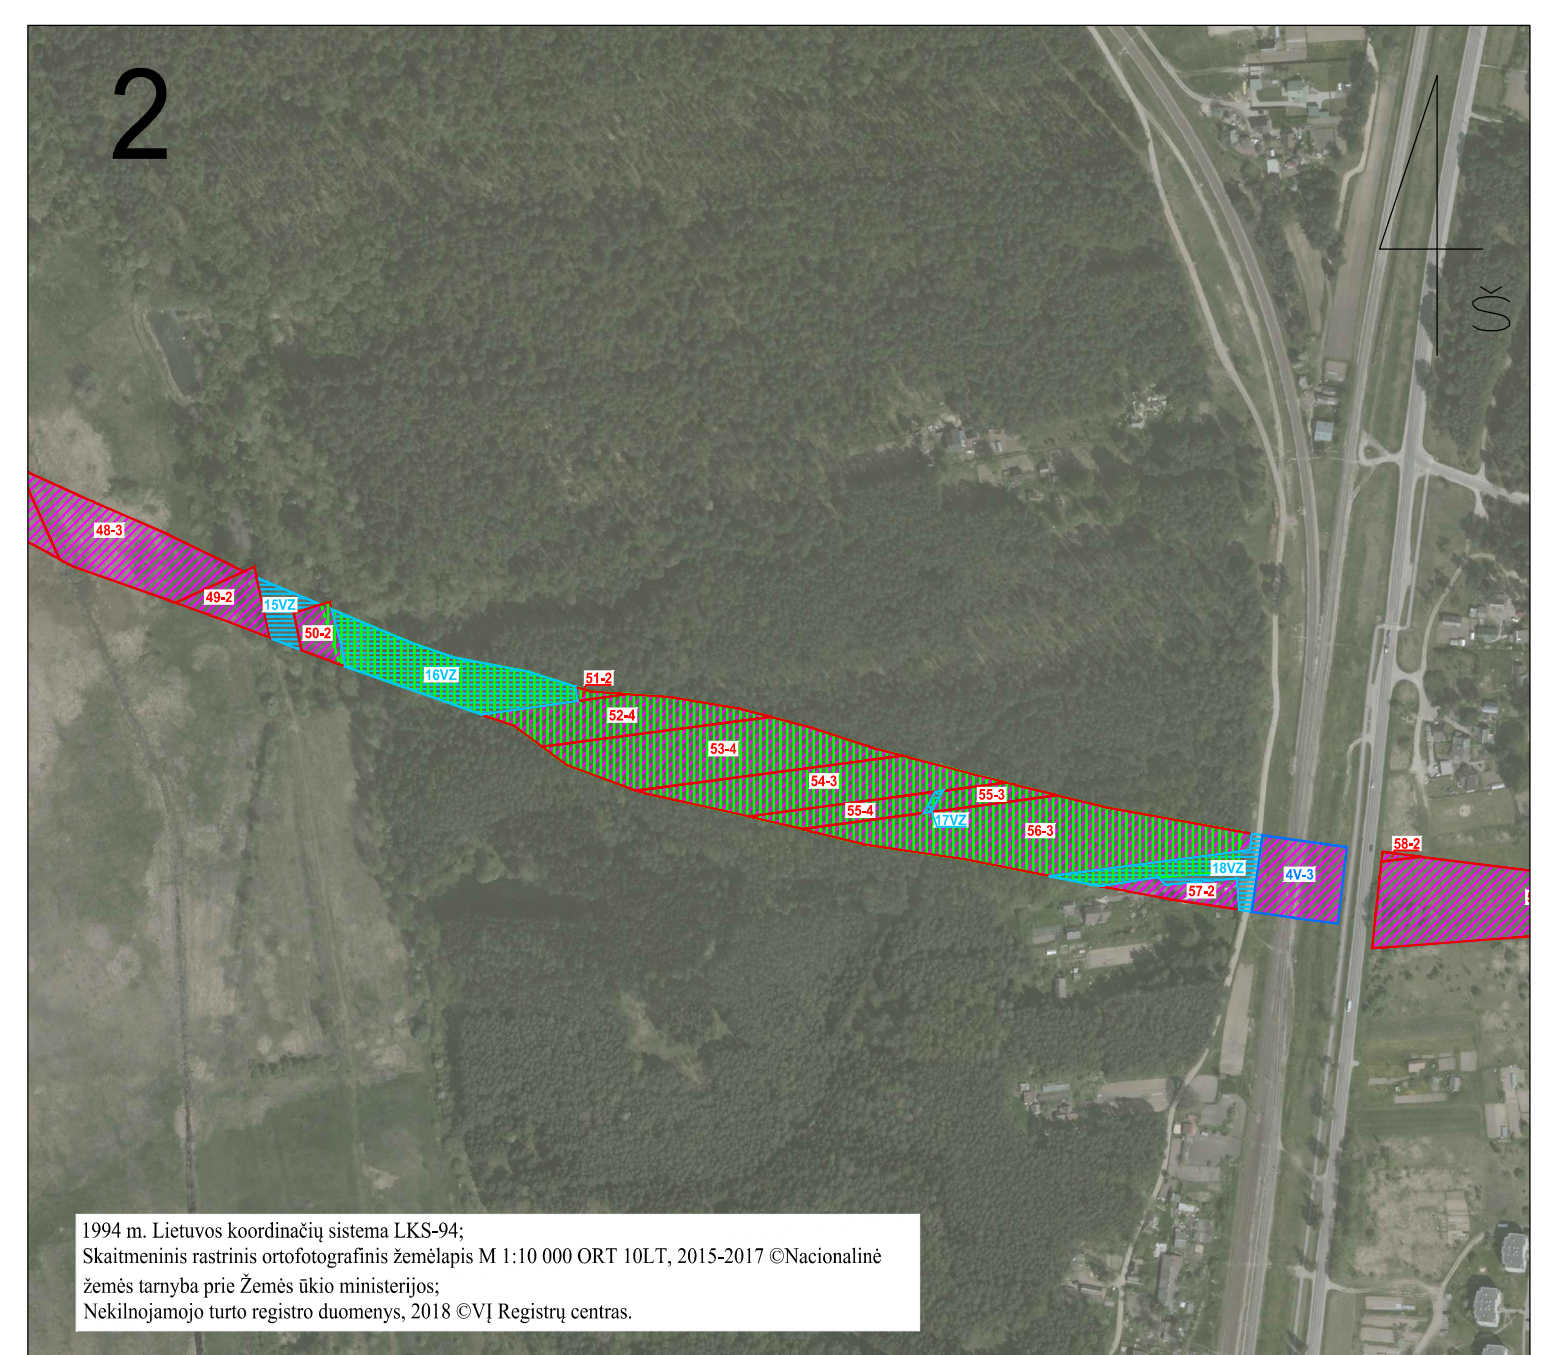 2
Š
48-3
49-2
15VZ
50-2
16VZ
51-2
52-4
53-4
54-3
55-3
55-4
17VZ
56-3
58-2
18VZ
4V-3
57-2
1994 m. Lietuvos koordinačių sistema LKS-94;
Skaitmeninis rastrinis ortofotografinis žemėlapis M 1:10 000 ORT 10LT, 2015-2017 ©Nacionalinė
žemės tarnyba prie Žemės ūkio ministerijos;
Nekilnojamojo turto registro duomenys, 2018 ©VĮ Registrų centras.